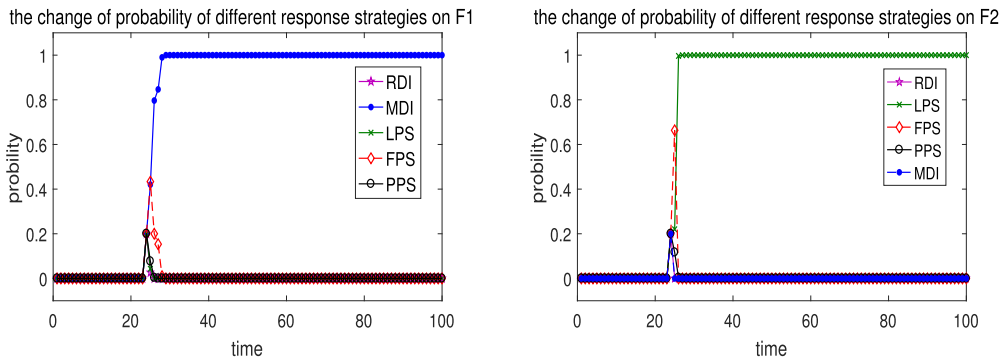 the change of probability of different response strategies on F1
1
0.8
0.6
0.4
0.2
0
probility
0 20 40 60 80 100
time
RDI
MDI
LPS
FPS
PPS
the change of probability of different response strategies on F2
1
0.8
0.6
0.4
0.2
0
probility
0 20 40 60 80 100
time
RDI
LPS
FPS
PPS
MDI